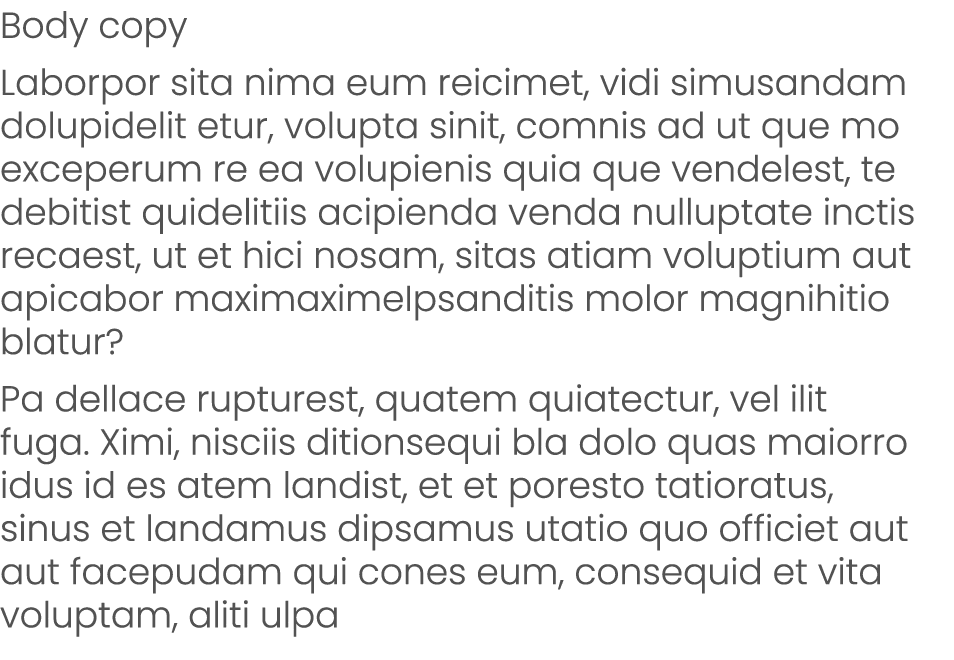 Body copy
Laborpor sita nima eum reicimet, vidi simusandam
dolupidelit etur, volupta sinit, comnis ad ut que mo
exceperum re ea volupienis quia que vendelest, te
debitist quidelitiis acipienda venda nulluptate inctis
recaest, ut et hici nosam, sitas atiam voluptium aut
apicabor maximaximeIpsanditis molor magnihitio
blatur?
Pa dellace rupturest, quatem quiatectur, vel ilit
fuga. Ximi, nisciis ditionsequi bla dolo quas maiorro
idus id es atem landist, et et poresto tatioratus,
sinus et landamus dipsamus utatio quo officiet aut
aut facepudam qui cones eum, consequid et vita
voluptam, aliti ulpa